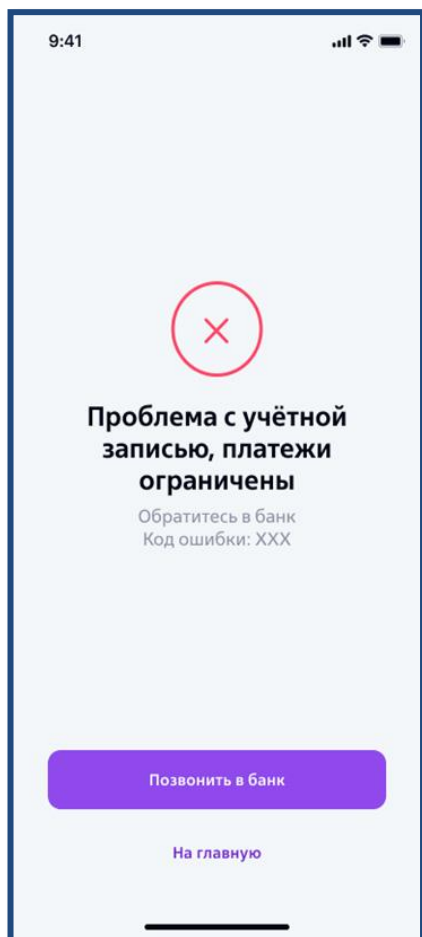 9:41
Проблема с учётной
записью, платежи
ограничены
Обратитесь в банк
Код ошибки: XXX
Позвонить в банк
На главную